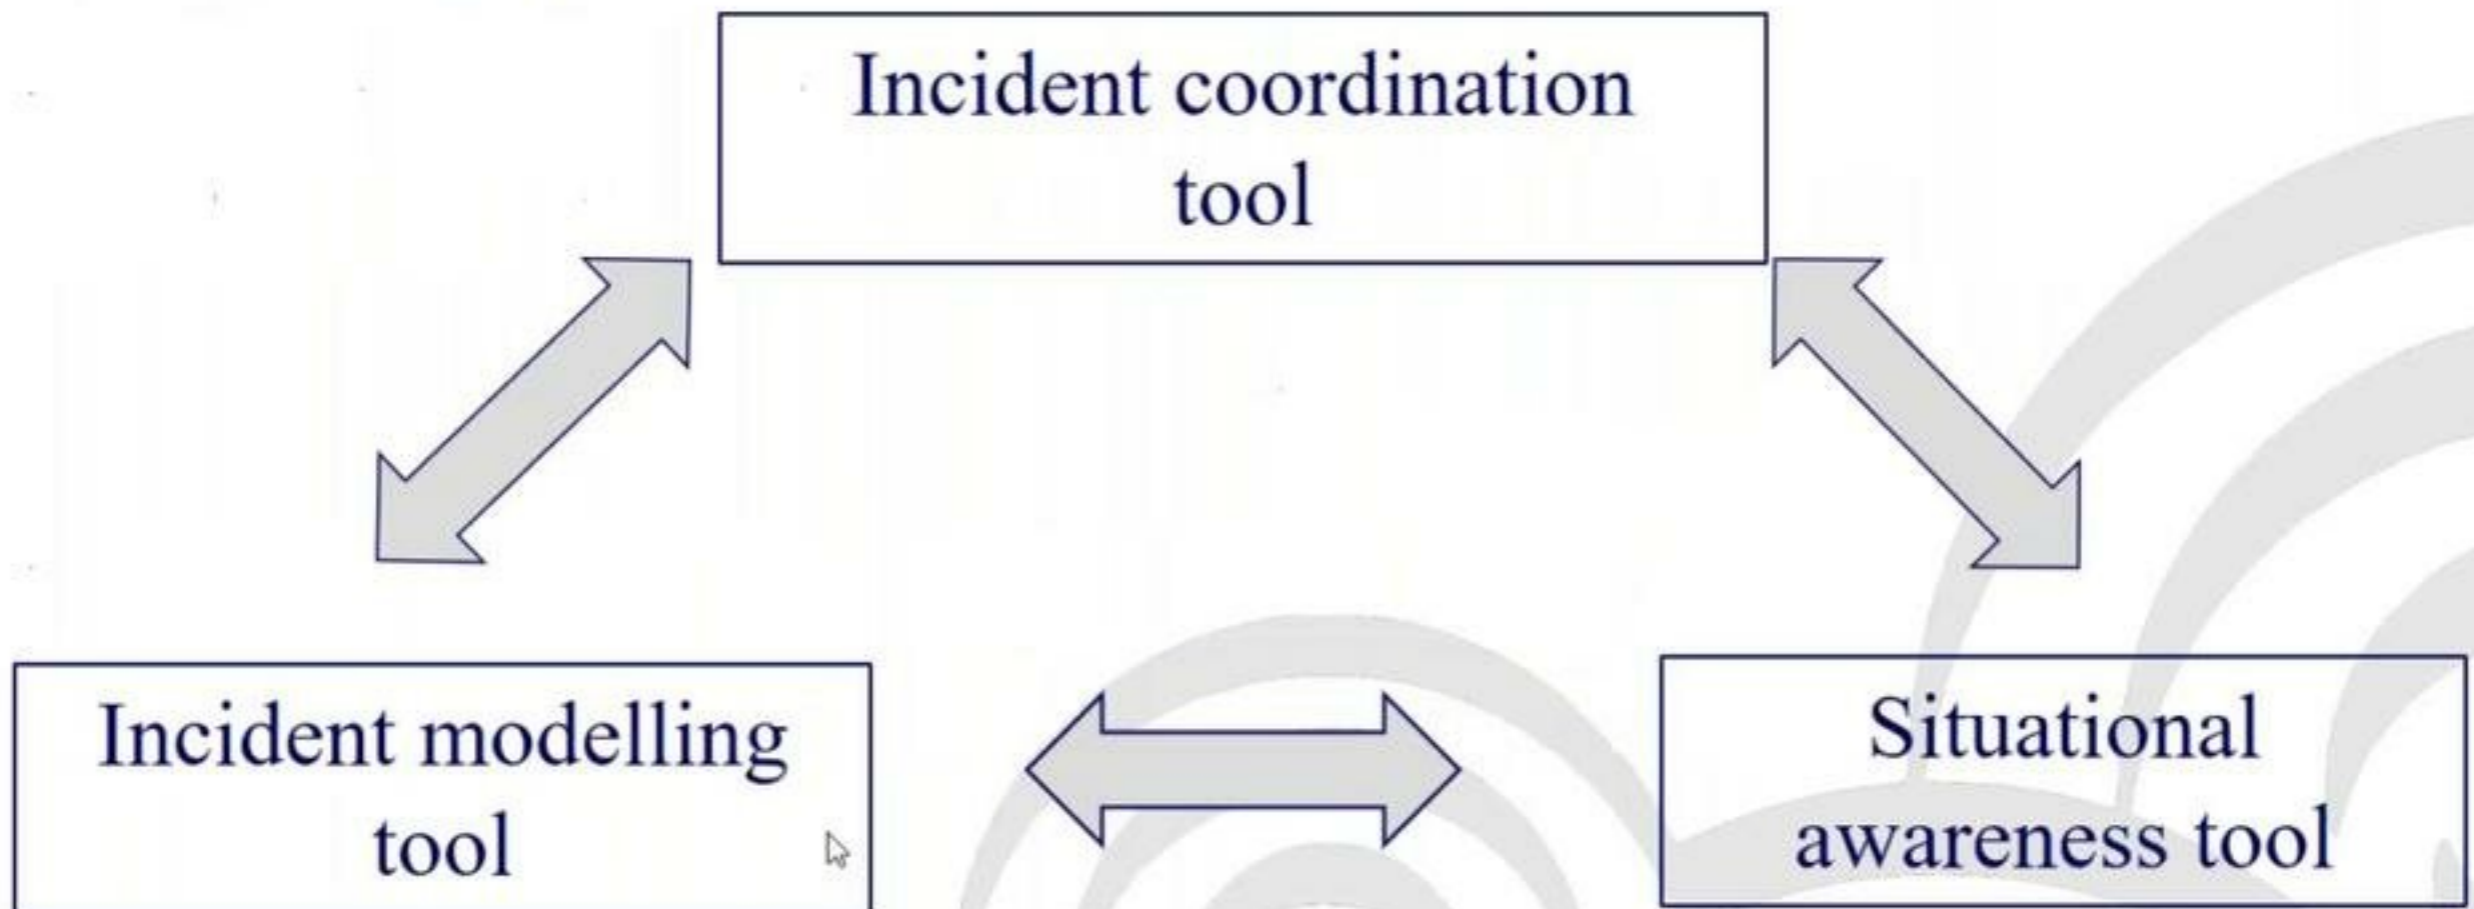 Incident coordination
tool
Incident modelling
tool
Situational
awareness tool